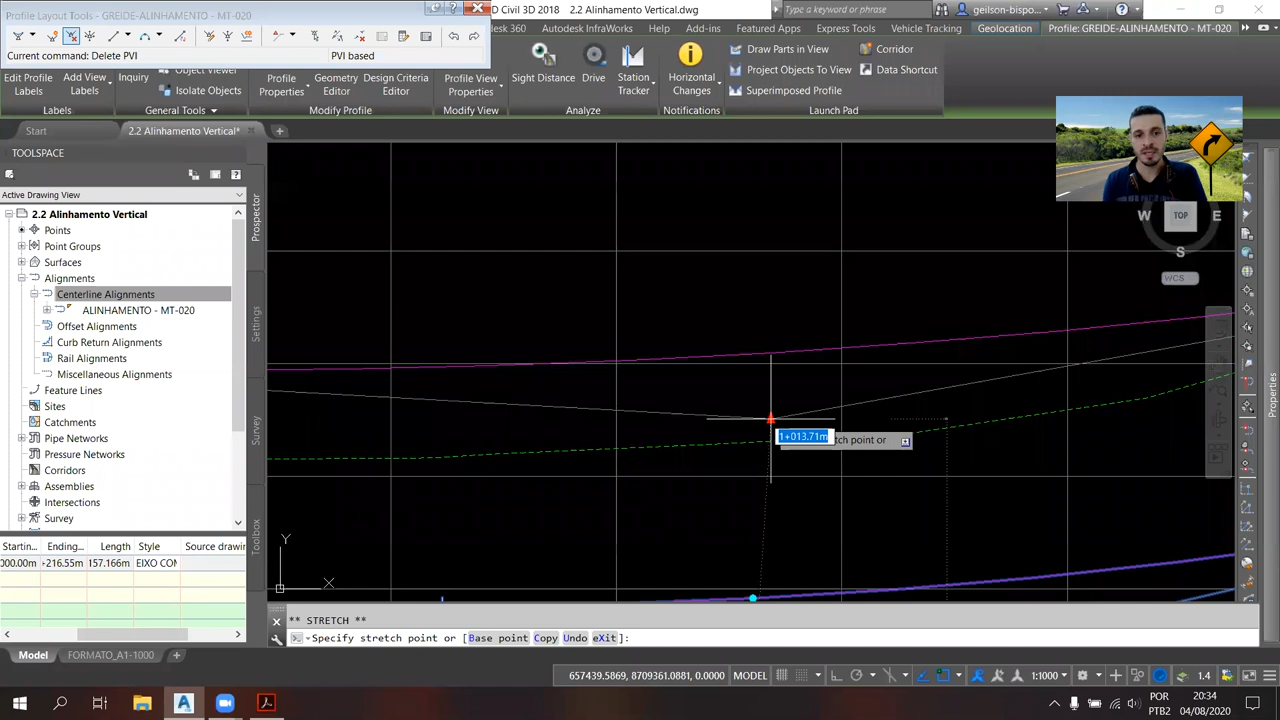 Profile Layout Tools - GREIDE-ALINHAMENTO - MT-020
D Civil 3D 2018 2.2 Alinhamento Vertical.dwg
Type a keyword or phrase
geilson-bispo...
k 360 Autodesk InfraWorks Help Add-ins Featured Apps Express Tools Geolocation Profile: GREIDE-ALINHAMENTO - MT-020
Current command: Delete PVI PVI based
Edit Profile Labels
Add View Labels
Inquiry
Object Viewer
Isolate Objects
Profile Properties
Geometry Editor
Design Criteria Editor
Profile View Properties
Sight Distance
Drive
Station Tracker
Horizontal Changes
Draw Parts in View
Project Objects To View
Superimposed Profile
Corridor
Data Shortcut
Labels General Tools Modify Profile Modify View Analyze Notifications Launch Pad
Start 2.2 Alinhamento Vertical*
TOOLSPACE
Active Drawing View
2.2 Alinhamento Vertical
Points
Point Groups
Surfaces
Alignments
Centerline Alignments
ALINHAMENTO - MT-020
Offset Alignments
Curb Return Alignments
Rail Alignments
Miscellaneous Alignments
Feature Lines
Sites
Catchments
Pipe Networks
Pressure Networks
Corridors
Assemblies
Intersections
Survey
Prospector
Settings
Survey
Toolbox
Startin... Ending... Length Style Source drawin
000.00m +216.55m 157.166m EIXO COM
W TOP E
S
WCS
Properties
1+013.71m tch point or
Y
X
** STRETCH **
Specify stretch point or [Base point Copy Undo eXit]:
Model FORMATO_A1-1000
657439.5869, 8709361.0881, 0.0000 MODEL 1:1000 1.4
POR
PTB2
20:34
04/08/2020